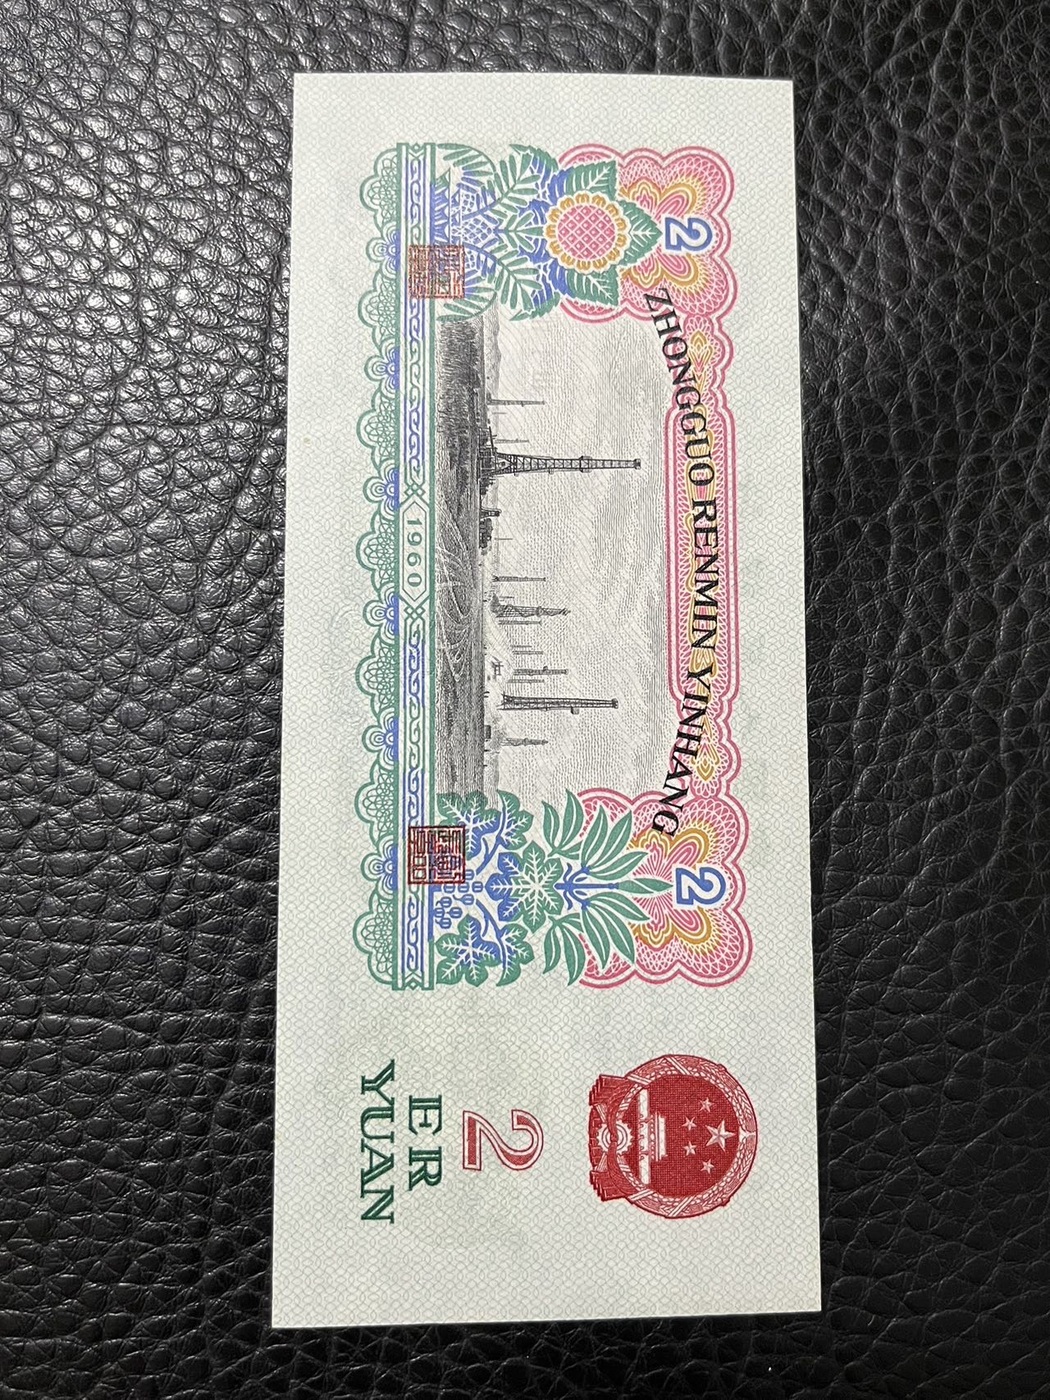 2
2
ZHONGGUO RENMIN YINHANG
1960
2
ER
YUAN